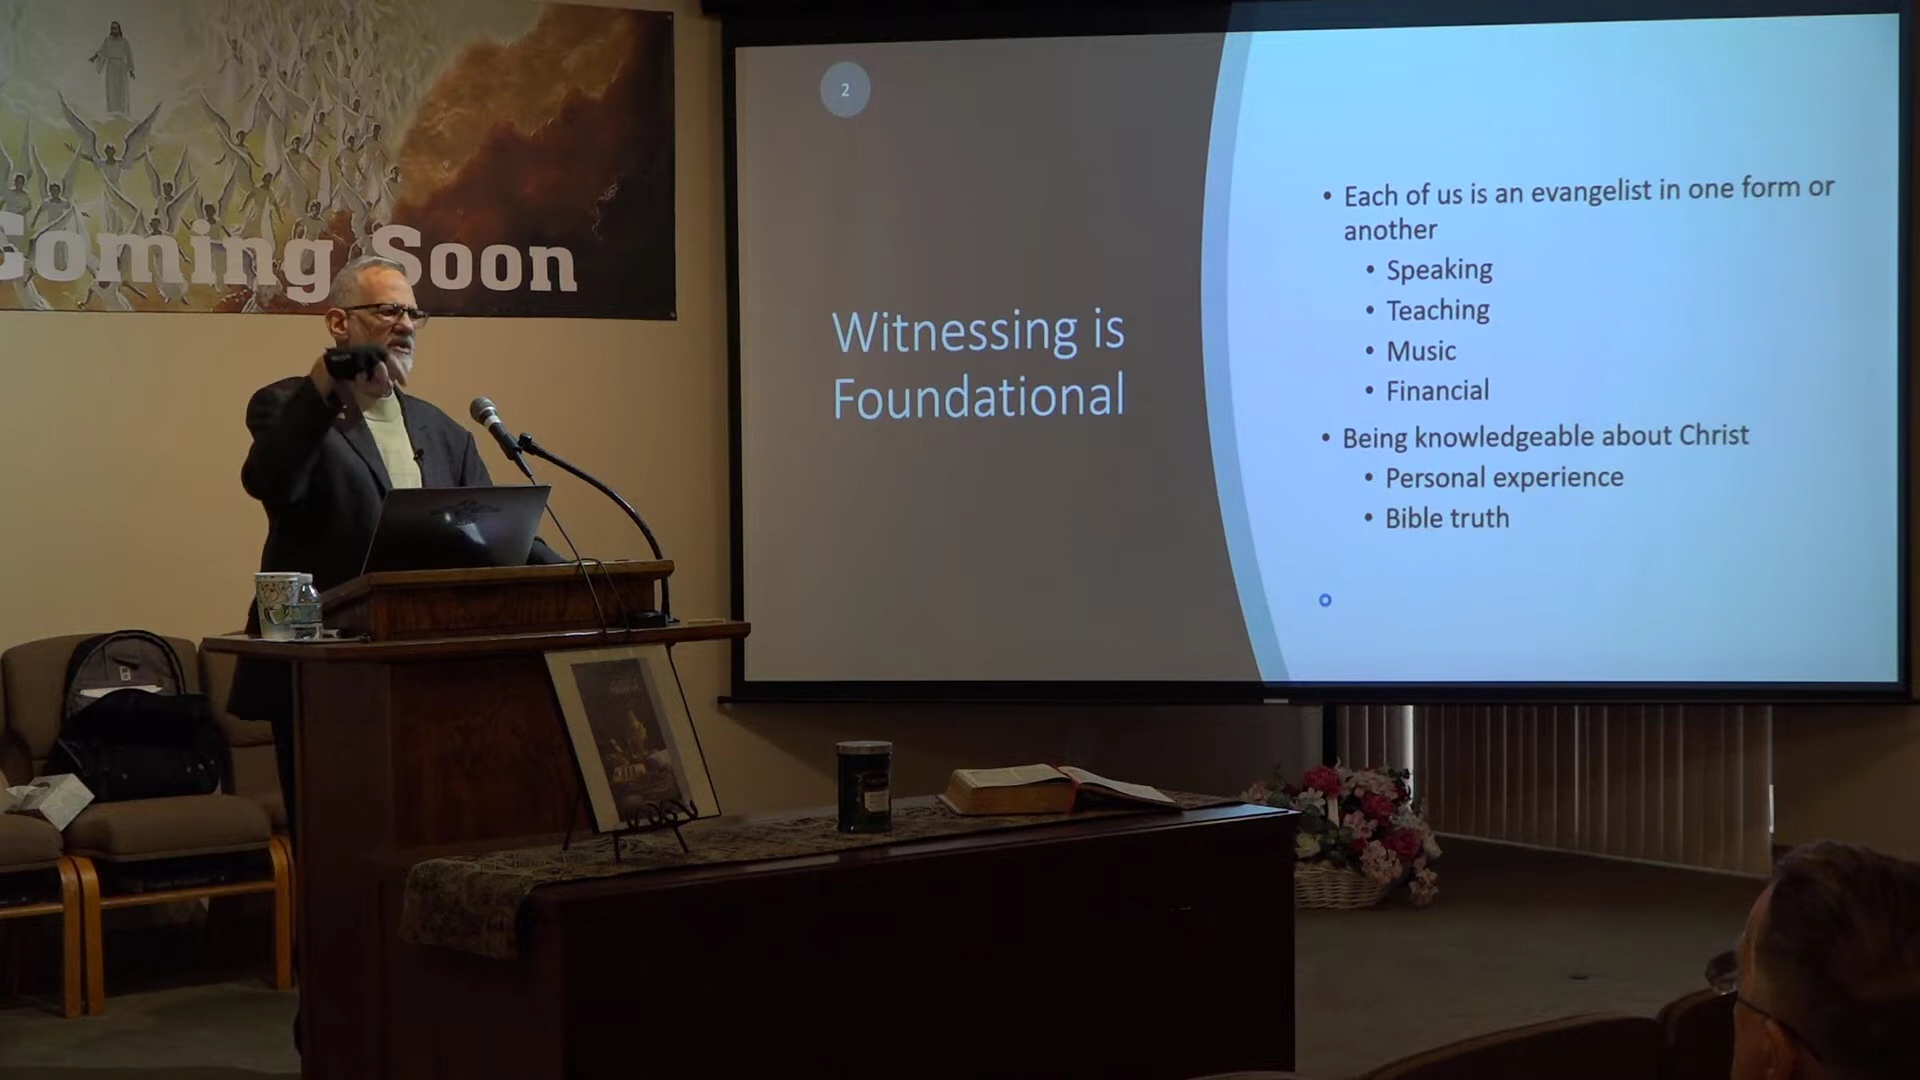 Coming Soon
2
Witnessing is
Foundational
• Each of us is an evangelist in one form or
another
• Speaking
• Teaching
• Music
• Financial
• Being knowledgeable about Christ
• Personal experience
• Bible truth